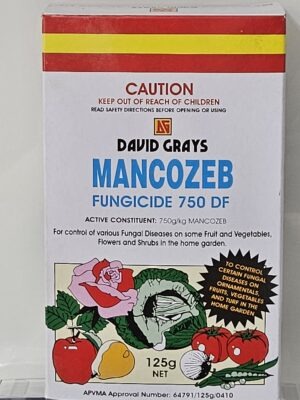 CAUTION
KEEP OUT OF REACH OF CHILDREN
READ SAFETY DIRECTIONS BEFORE OPENING OR USING
DAVID GRAYS
MANCOZEB
FUNGICIDE 750 DF
ACTIVE CONSTITUENT: 750g/kg MANCOZEB
For control of various Fungal Diseases on some Fruit and Vegetables,
Flowers and Shrubs in the home garden.
TO CONTROL
CERTAIN FUNGAL
DISEASES ON
ORNAMENTALS,
FRUITS, VEGETABLES
AND TURF IN THE
HOME GARDEN
125g
NET
APVMA Approval Number: 64791/125g/0410